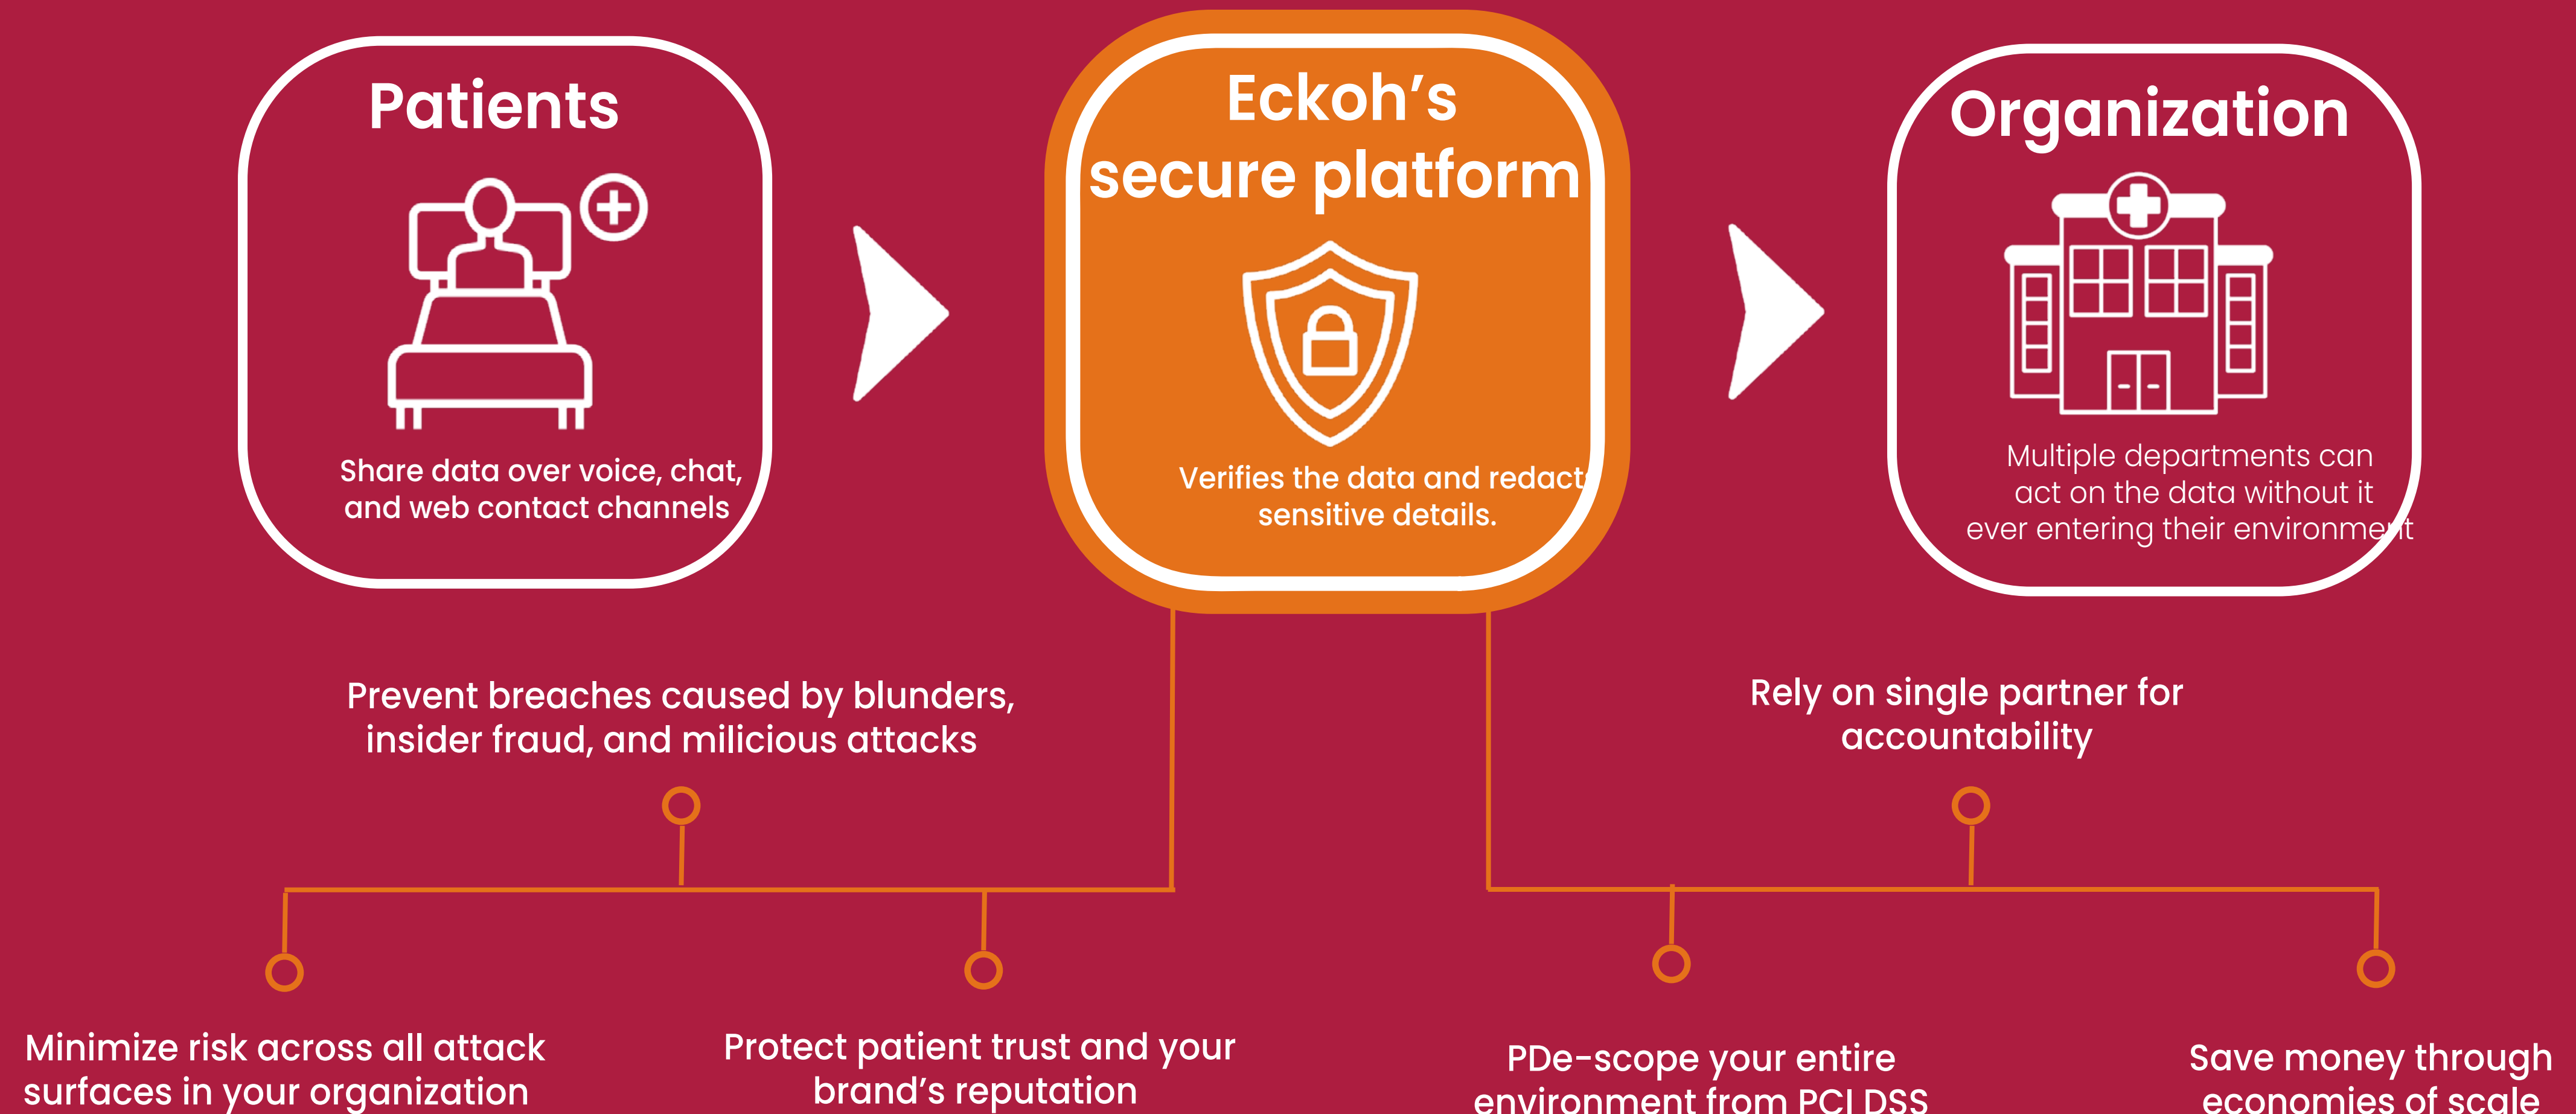 Patients
Share data over voice, chat,
and web contact channels
Eckoh’s
secure platform
Verifies the data and redacts
sensitive details.
Organization
Multiple departments can
act on the data without it
ever entering their environment
Prevent breaches caused by blunders,
insider fraud, and milicious attacks
Rely on single partner for
accountability
Minimize risk across all attack
surfaces in your organization
Protect patient trust and your
brand’s reputation
PDe-scope your entire
environment from PCI DSS
Save money through
economies of scale